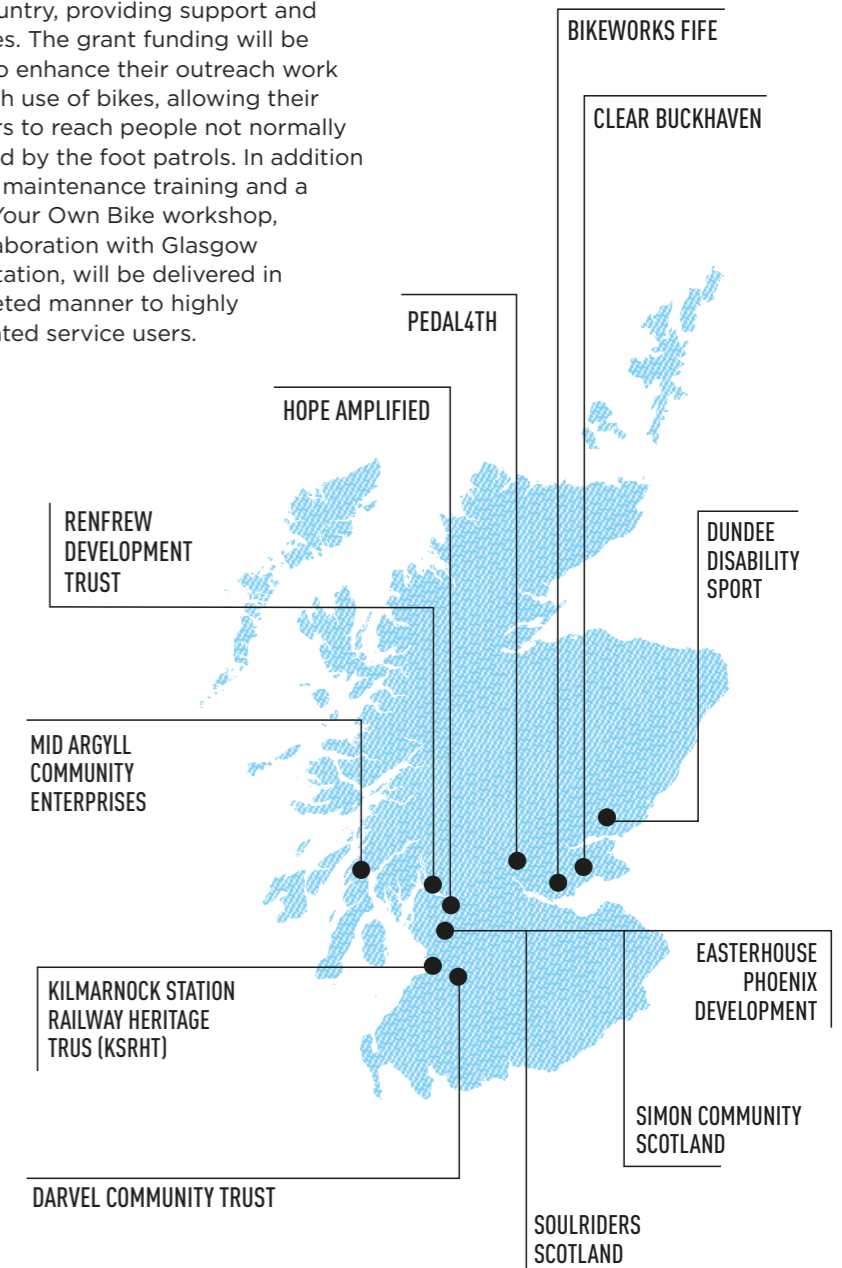 untry, providing support and
es. The grant funding will be
o enhance their outreach work
h use of bikes, allowing their
rs to reach people not normally
d by the foot patrols. In addition
maintenance training and a
Your Own Bike workshop,
aboration with Glasgow
tation, will be delivered in
eted manner to highly
ated service users.
BIKEWORKS FIFE
CLEAR BUCKHAVEN
PEDAL4TH
HOPE AMPLIFIED
RENFREW
DEVELOPMENT
TRUST
DUNDEE
DISABILITY
SPORT
MID ARGYLL
COMMUNITY
ENTERPRISES
EASTERHOUSE
PHOENIX
DEVELOPMENT
KILMARNOCK STATION
RAILWAY HERITAGE
TRUS (KSRHT)
SIMON COMMUNITY
SCOTLAND
DARVEL COMMUNITY TRUST
SOULRIDERS
SCOTLAND